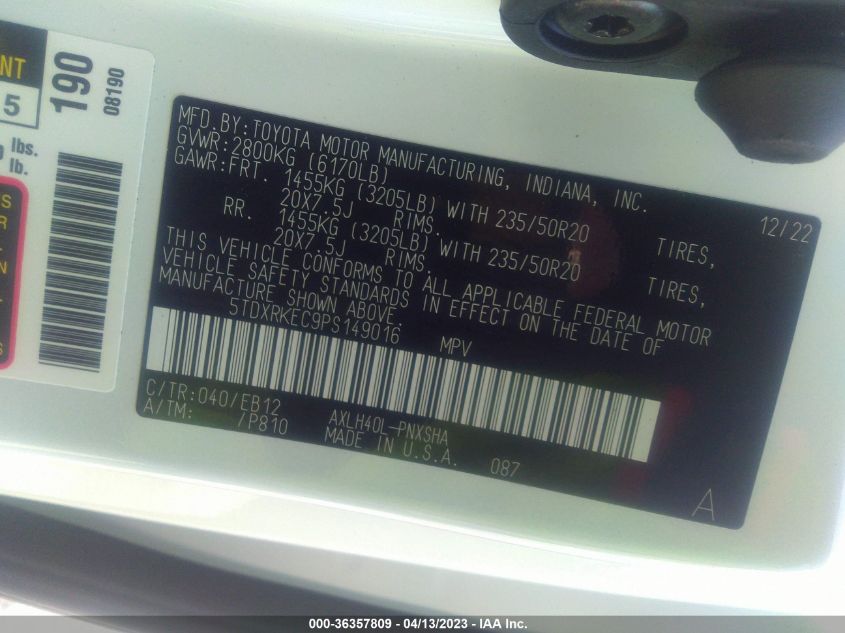 NT
5
190
08190
lbs.
lb.
S
R
N
MFD. BY:TOYOTA MOTOR MANUFACTURING, INDIANA, INC.
GVWR:2800KG (6170LB)
GAWR:FRT. 1455KG (3205LB) WITH 235/50R20 TIRES, 12/22
20X7.5J RIMS.
RR. 1455KG (3205LB) WITH 235/50R20 TIRES,
20X7.5J RIMS.
THIS VEHICLE CONFORMS TO ALL APPLICABLE FEDERAL MOTOR
VEHICLE SAFETY STANDARDS IN EFFECT ON THE DATE OF
MANUFACTURE SHOWN ABOVE.
5TDXRKEC9PS149016 MPV
C/TR:040/EB12 AXLH40L-PNXSHA
A/TM: /P810 MADE IN U.S.A. 087
A
000-36357809 - 04/13/2023 - IAA Inc.